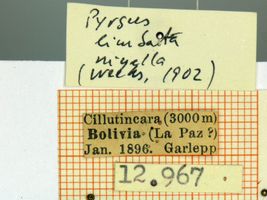 Pyrgus
limbata
nigella
(Weeks, 1902)
Cillutincara (3000 m)
Bolivia (La Paz?)
Jan. 1896. Garlepp
12.967